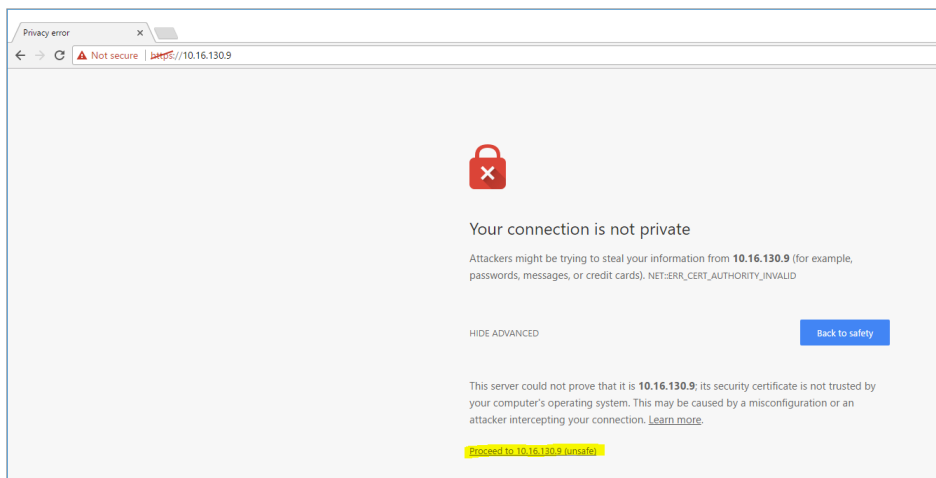 Privacy error
Not secure | https://10.16.130.9
Your connection is not private
Attackers might be trying to steal your information from 10.16.130.9 (for example,
passwords, messages, or credit cards). NET::ERR_CERT_AUTHORITY_INVALID
HIDE ADVANCED
Back to safety
This server could not prove that it is 10.16.130.9; its security certificate is not trusted by
your computer's operating system. This may be caused by a misconfiguration or an
attacker intercepting your connection. Learn more.
Proceed to 10.16.130.9 (unsafe)